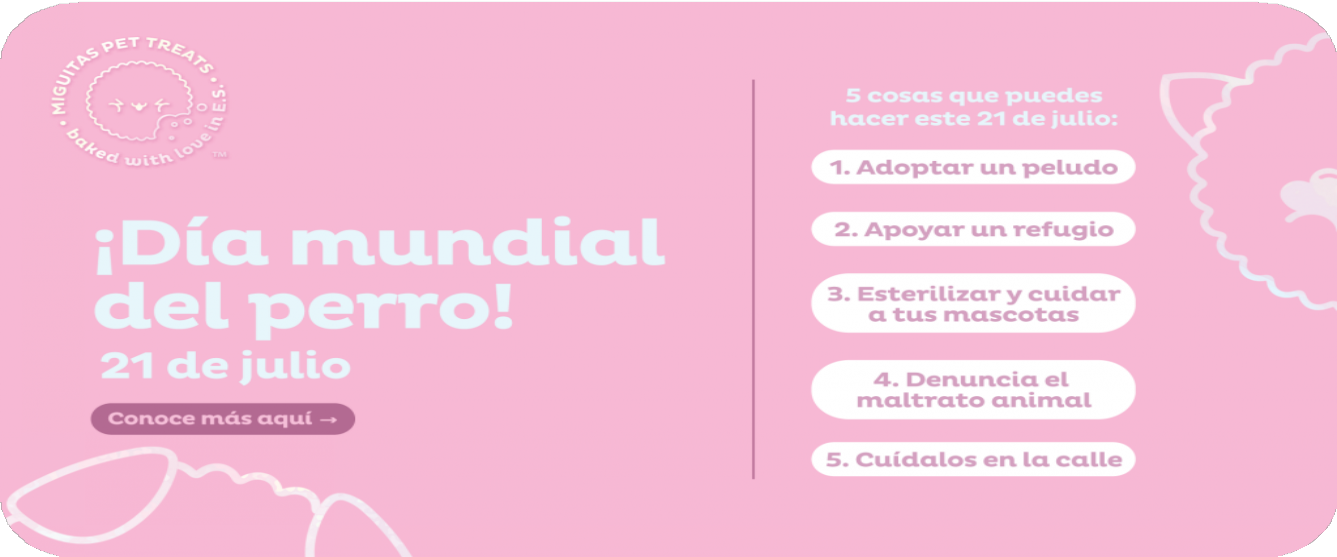 • MIGUITAS PET TREATS •
baked with love in E.S.
TM
¡Día mundial
del perro!
21 de julio
Conoce más aquí →
5 cosas que puedes
hacer este 21 de julio:
1. Adoptar un peludo
2. Apoyar un refugio
3. Esterilizar y cuidar
a tus mascotas
4. Denuncia el
maltrato animal
5. Cuídalos en la calle